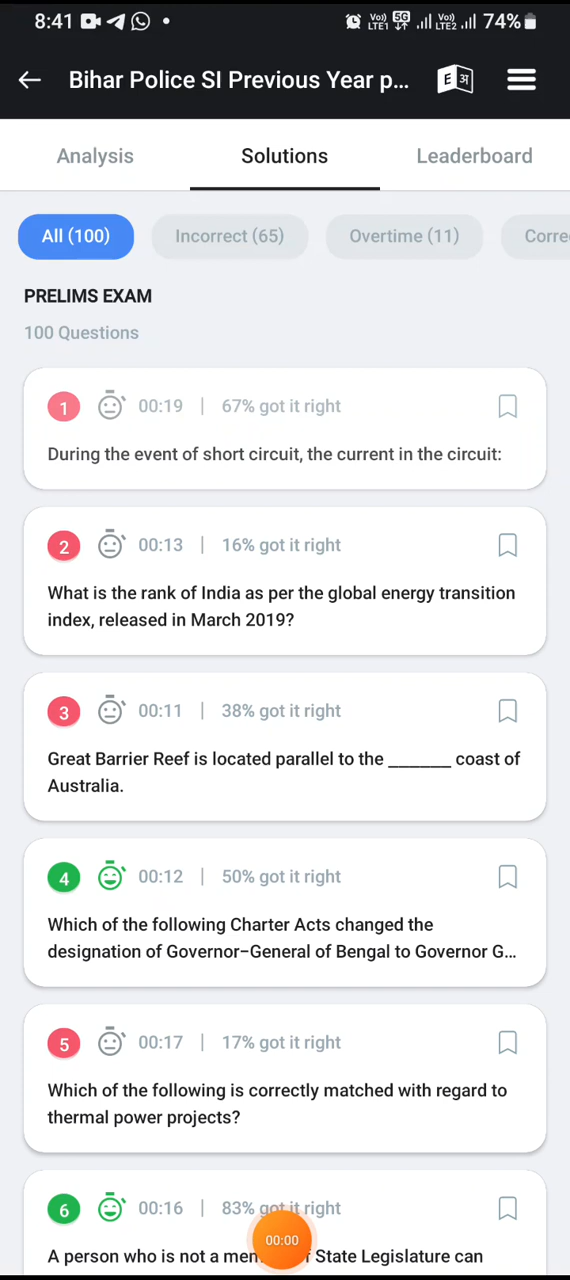 8:41 Vo)) LTE1 5G Vo)) LTE2 74%
Bihar Police SI Previous Year p... E अ
Analysis Solutions Leaderboard
All (100) Incorrect (65) Overtime (11) Corre
PRELIMS EXAM
100 Questions
1 00:19 | 67% got it right
During the event of short circuit, the current in the circuit:
2 00:13 | 16% got it right
What is the rank of India as per the global energy transition
index, released in March 2019?
3 00:11 | 38% got it right
Great Barrier Reef is located parallel to the ______ coast of
Australia.
4 00:12 | 50% got it right
Which of the following Charter Acts changed the
designation of Governor–General of Bengal to Governor G...
5 00:17 | 17% got it right
Which of the following is correctly matched with regard to
thermal power projects?
6 00:16 | 83% got it right
00:00
A person who is not a State Legislature can